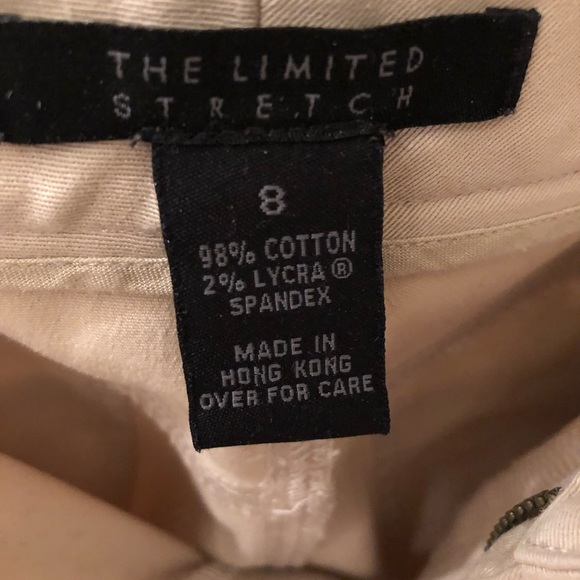 THE LIMITED
STRETCH
8
98% COTTON
2% LYCRA®
SPANDEX
MADE IN
HONG KONG
OVER FOR CARE